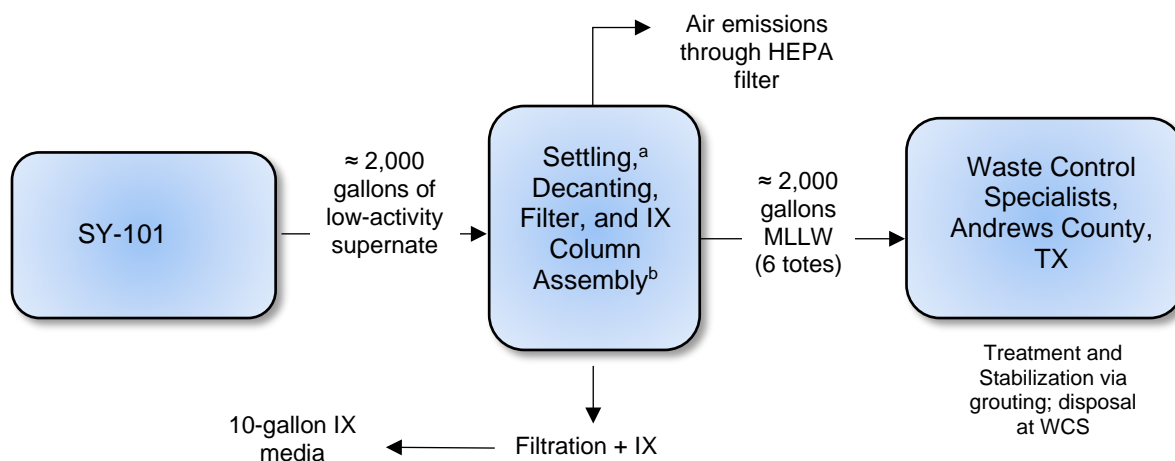 Air emissions
through HEPA
filter
SY-101
≈ 2,000
gallons of
low-activity
supernate
Settling,ᵃ
Decanting,
Filter, and IX
Column
Assemblyᵇ
≈ 2,000
gallons
MLLW
(6 totes)
Waste Control
Specialists,
Andrews County,
TX
Treatment and
Stabilization via
grouting; disposal
at WCS
10-gallon IX
media
Filtration + IX